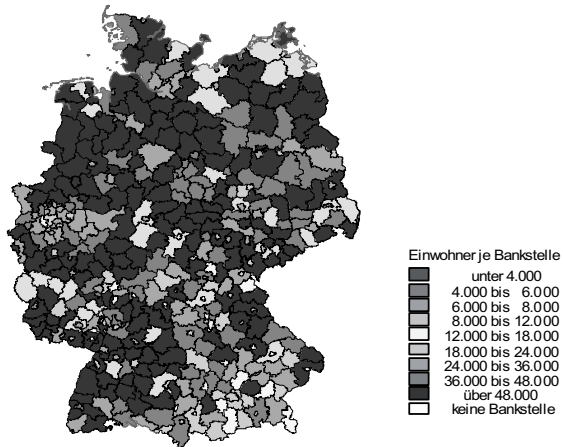 Einwohner je Bankstelle
unter 4.000
4.000 bis 6.000
6.000 bis 8.000
8.000 bis 12.000
12.000 bis 18.000
18.000 bis 24.000
24.000 bis 36.000
36.000 bis 48.000
über 48.000
keine Bankstelle